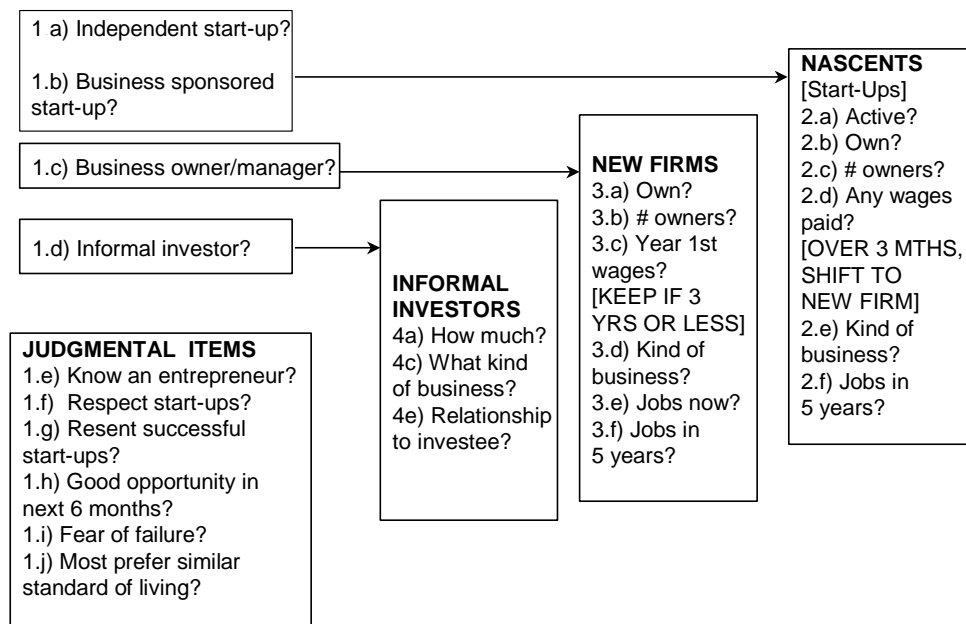 1 a) Independent start-up?
1.b) Business sponsored
start-up?
1.c) Business owner/manager?
1.d) Informal investor?
JUDGMENTAL ITEMS
1.e) Know an entrepreneur?
1.f) Respect start-ups?
1.g) Resent successful
start-ups?
1.h) Good opportunity in
next 6 months?
1.i) Fear of failure?
1.j) Most prefer similar
standard of living?
INFORMAL
INVESTORS
4a) How much?
4c) What kind
of business?
4e) Relationship
to investee?
NEW FIRMS
3.a) Own?
3.b) # owners?
3.c) Year 1st
wages?
[KEEP IF 3
YRS OR LESS]
3.d) Kind of
business?
3.e) Jobs now?
3.f) Jobs in
5 years?
NASCENTS
[Start-Ups]
2.a) Active?
2.b) Own?
2.c) # owners?
2.d) Any wages
paid?
[OVER 3 MTHS,
SHIFT TO
NEW FIRM]
2.e) Kind of
business?
2.f) Jobs in
5 years?